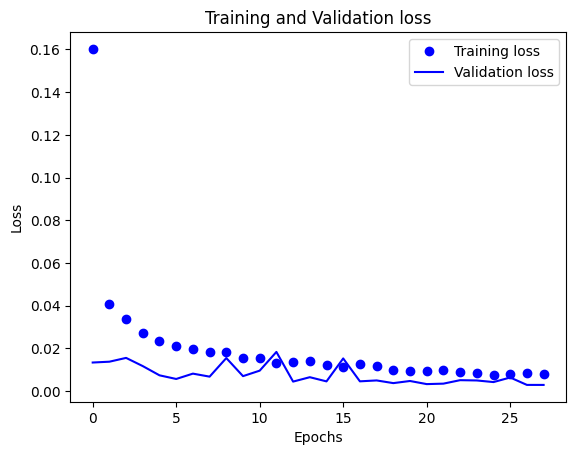 Training and Validation loss
Training loss
Validation loss
0.16
0.14
0.12
0.10
0.08
0.06
0.04
0.02
0.00
Loss
0 5 10 15 20 25
Epochs